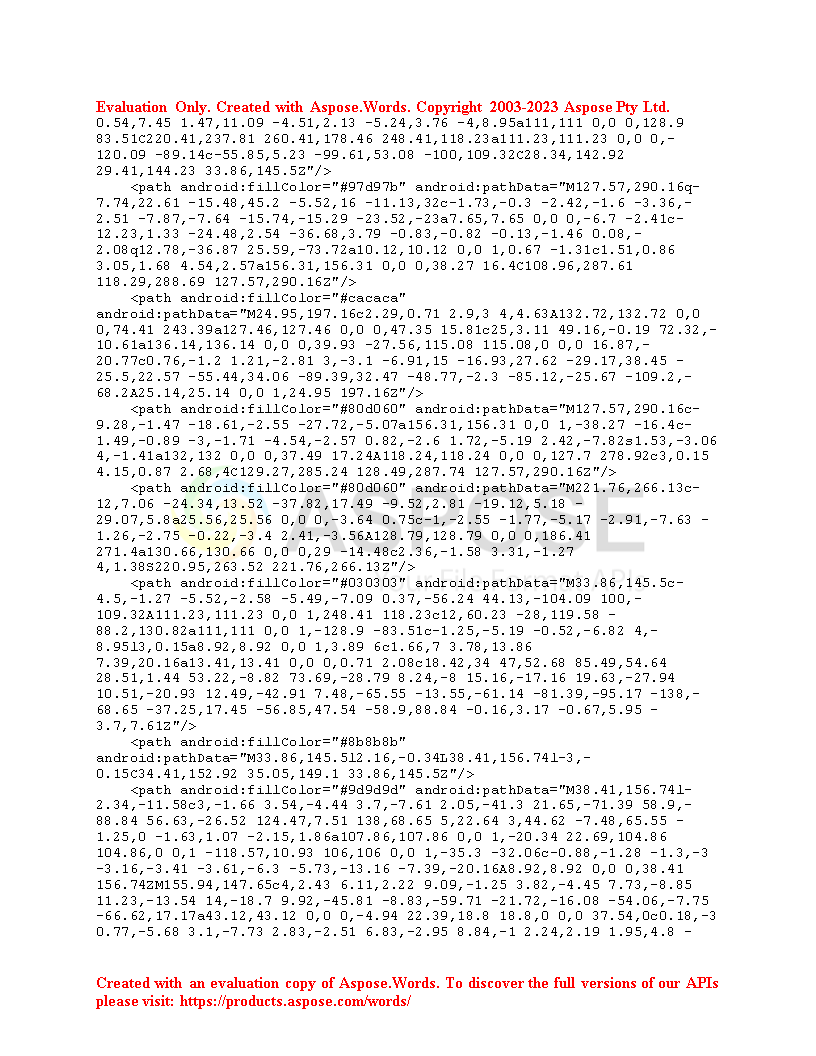 Evaluation Only. Created with Aspose.Words. Copyright 2003-2023 Aspose Pty Ltd.
0.54,7.45 1.47,11.09 -4.51,2.13 -5.24,3.76 -4,8.95a111,111 0,0 0,128.9
83.51C220.41,237.81 260.41,178.46 248.41,118.23a111.23,111.23 0,0 0,-
120.09 -89.14c-55.85,5.23 -99.61,53.08 -100,109.32C28.34,142.92
29.41,144.23 33.86,145.5Z"/>
<path android:fillColor="#97d97b" android:pathData="M127.57,290.16q-
7.74,22.61 -15.48,45.2 -5.52,16 -11.13,32c-1.73,-0.3 -2.42,-1.6 -3.36,-
2.51 -7.87,-7.64 -15.74,-15.29 -23.52,-23a7.65,7.65 0,0 0,-6.7 -2.41c-
12.23,1.33 -24.48,2.54 -36.68,3.79 -0.83,-0.82 -0.13,-1.46 0.08,-
2.08q12.78,-36.87 25.59,-73.72a10.12,10.12 0,0 1,0.67 -1.31c1.51,0.86
3.05,1.68 4.54,2.57a156.31,156.31 0,0 0,38.27 16.4C108.96,287.61
118.29,288.69 127.57,290.16Z"/>
<path android:fillColor="#cacaca"
android:pathData="M24.95,197.16c2.29,0.71 2.9,3 4,4.63A132.72,132.72 0,0
0,74.41 243.39a127.46,127.46 0,0 0,47.35 15.81c25,3.11 49.16,-0.19 72.32,-
10.61a136.14,136.14 0,0 0,39.93 -27.56,115.08 115.08,0 0,0 16.87,-
20.77c0.76,-1.2 1.21,-2.81 3,-3.1 -6.91,15 -16.93,27.62 -29.17,38.45 -
25.5,22.57 -55.44,34.06 -89.39,32.47 -48.77,-2.3 -85.12,-25.67 -109.2,-
68.2A25.14,25.14 0,0 1,24.95 197.16Z"/>
<path android:fillColor="#80d060" android:pathData="M127.57,290.16c-
9.28,-1.47 -18.61,-2.55 -27.72,-5.07a156.31,156.31 0,0 1,-38.27 -16.4c-
1.49,-0.89 -3,-1.71 -4.54,-2.57 0.82,-2.6 1.72,-5.19 2.42,-7.82s1.53,-3.06
4,-1.41a132,132 0,0 0,37.49 17.24A118.24,118.24 0,0 0,127.7 278.92c3,0.15
4.15,0.87 2.68,4C129.27,285.24 128.49,287.74 127.57,290.16Z"/>
<path android:fillColor="#80d060" android:pathData="M221.76,266.13c-
12,7.06 -24.34,13.52 -37.82,17.49 -9.52,2.81 -19.12,5.18 -
29.07,5.8a25.56,25.56 0,0 0,-3.64 0.75c-1,-2.55 -1.77,-5.17 -2.91,-7.63 -
1.26,-2.75 -0.22,-3.4 2.41,-3.56A128.79,128.79 0,0 0,186.41
271.4a130.66,130.66 0,0 0,29 -14.48c2.36,-1.58 3.31,-1.27
4,1.38S220.95,263.52 221.76,266.13Z"/>
<path android:fillColor="#030303" android:pathData="M33.86,145.5c-
4.5,-1.27 -5.52,-2.58 -5.49,-7.09 0.37,-56.24 44.13,-104.09 100,-
109.32A111.23,111.23 0,0 1,248.41 118.23c12,60.23 -28,119.58 -
88.2,130.82a111,111 0,0 1,-128.9 -83.51c-1.25,-5.19 -0.52,-6.82 4,-
8.95l3,0.15a8.92,8.92 0,0 1,3.89 6c1.66,7 3.78,13.86
7.39,20.16a13.41,13.41 0,0 0,0.71 2.08c18.42,34 47,52.68 85.49,54.64
28.51,1.44 53.22,-8.82 73.69,-28.79 8.24,-8 15.16,-17.16 19.63,-27.94
10.51,-20.93 12.49,-42.91 7.48,-65.55 -13.55,-61.14 -81.39,-95.17 -138,-
68.65 -37.25,17.45 -56.85,47.54 -58.9,88.84 -0.16,3.17 -0.67,5.95 -
3.7,7.61Z"/>
<path android:fillColor="#8b8b8b"
android:pathData="M33.86,145.5l2.16,-0.34L38.41,156.74l-3,-
0.15C34.41,152.92 35.05,149.1 33.86,145.5Z"/>
<path android:fillColor="#9d9d9d" android:pathData="M38.41,156.74l-
2.34,-11.58c3,-1.66 3.54,-4.44 3.7,-7.61 2.05,-41.3 21.65,-71.39 58.9,-
88.84 56.63,-26.52 124.47,7.51 138,68.65 5,22.64 3,44.62 -7.48,65.55 -
1.25,0 -1.63,1.07 -2.15,1.86a107.86,107.86 0,0 1,-20.34 22.69,104.86
104.86,0 0,1 -118.57,10.93 106,106 0,0 1,-35.3 -32.06c-0.88,-1.28 -1.3,-3
-3.16,-3.41 -3.61,-6.3 -5.73,-13.16 -7.39,-20.16A8.92,8.92 0,0 0,38.41
156.74ZM155.94,147.65c4,2.43 6.11,2.22 9.09,-1.25 3.82,-4.45 7.73,-8.85
11.23,-13.54 14,-18.7 9.92,-45.81 -8.83,-59.71 -21.72,-16.08 -54.06,-7.75
-66.62,17.17a43.12,43.12 0,0 0,-4.94 22.39,18.8 18.8,0 0,0 37.54,0c0.18,-3
0.77,-5.68 3.1,-7.73 2.83,-2.51 6.83,-2.95 8.84,-1 2.24,2.19 1.95,4.8 -
Created with an evaluation copy of Aspose.Words. To discover the full versions of our APIs
please visit: https://products.aspose.com/words/